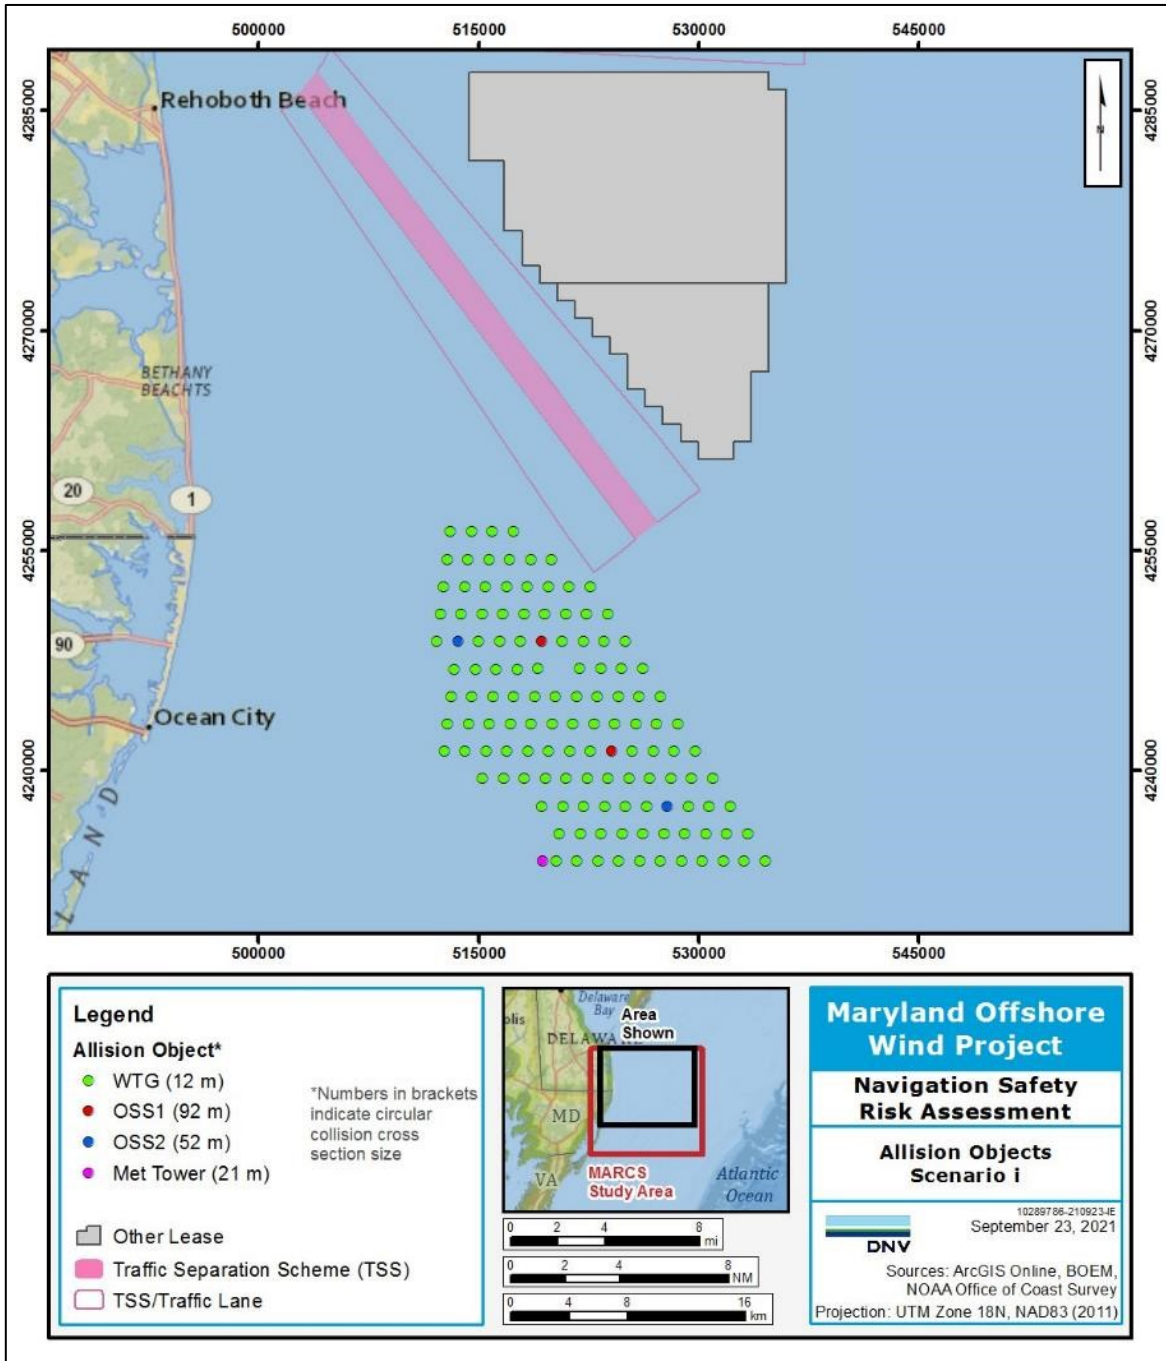 500000 515000 530000 545000
4285000
4285000
Rehoboth Beach
N
4270000
4270000
BETHANY
BEACHTS
20
1
4255000
4255000
90
Ocean City
4240000
4240000
L A N D
500000 515000 530000 545000
Legend
Allision Object*
WTG (12 m)
OSS1 (92 m)
OSS2 (52 m)
Met Tower (21 m)
*Numbers in brackets
indicate circular
collision cross
section size
Other Lease
Traffic Separation Scheme (TSS)
TSS/Traffic Lane
Delaware
Bay
polis
Area
Shown
DELAWARE
MD
VA
MARCS
Study Area
Atlantic
Ocean
0 2 4 8
mi
0 2 4 8
NM
0 4 8 16
km
Maryland Offshore
Wind Project
Navigation Safety
Risk Assessment
Allision Objects
Scenario i
10289786-210923-IE
September 23, 2021
DNV
Sources: ArcGIS Online, BOEM,
NOAA Office of Coast Survey
Projection: UTM Zone 18N, NAD83 (2011)